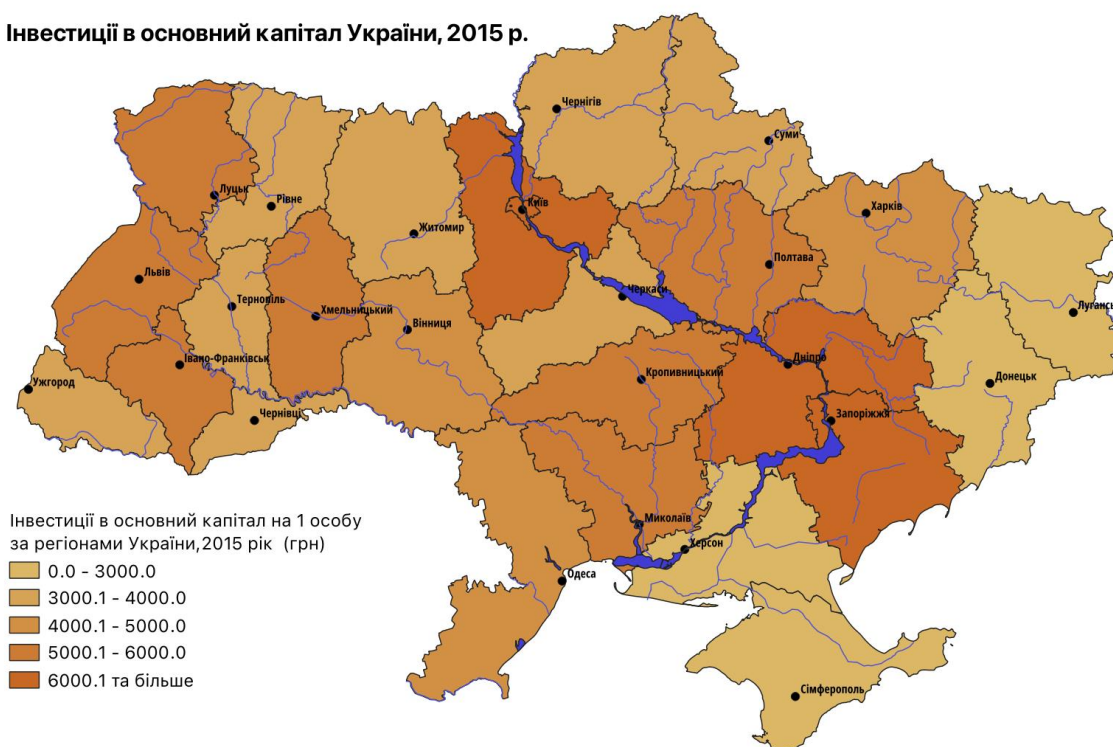 Інвестиції в основний капітал України, 2015 р.
Чернігів
Суми
Луцьк
Рівне
Київ
Харків
Житомир
Полтава
Львів
Тернопіль
Хмельницький
Черкаси
Вінниця
Луганськ
Івано-Франківськ
Дніпро
Кропивницький
Донецьк
Ужгород
Чернівці
Запоріжжя
Миколаїв
Херсон
Одеса
Сімферополь
Інвестиції в основний капітал на 1 особу
за регіонами України,2015 рік (грн)
0.0 - 3000.0
3000.1 - 4000.0
4000.1 - 5000.0
5000.1 - 6000.0
6000.1 та більше